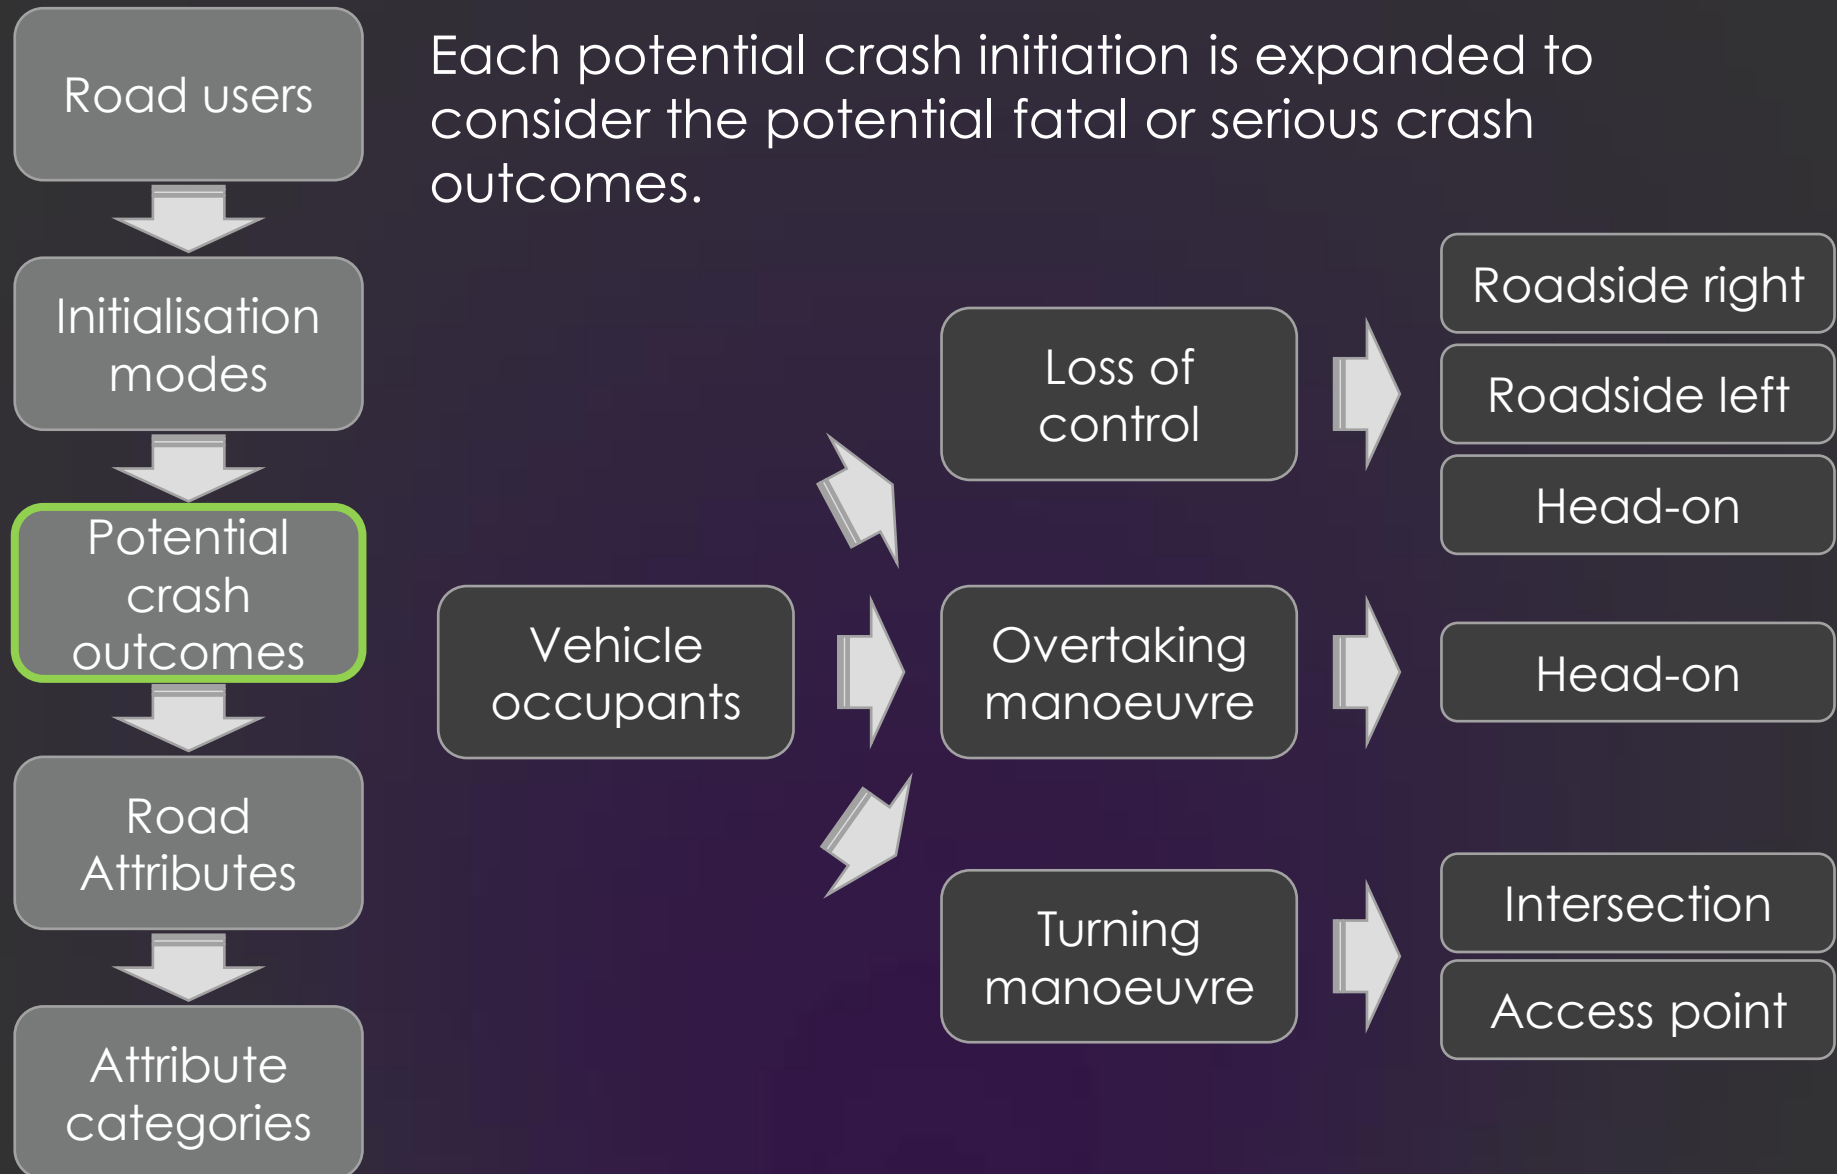 Road users
Initialisation
modes
Potential
crash
outcomes
Road
Attributes
Attribute
categories
Each potential crash initiation is expanded to
consider the potential fatal or serious crash
outcomes.
Vehicle
occupants
Loss of
control
Overtaking
manoeuvre
Turning
manoeuvre
Roadside right
Roadside left
Head-on
Head-on
Intersection
Access point